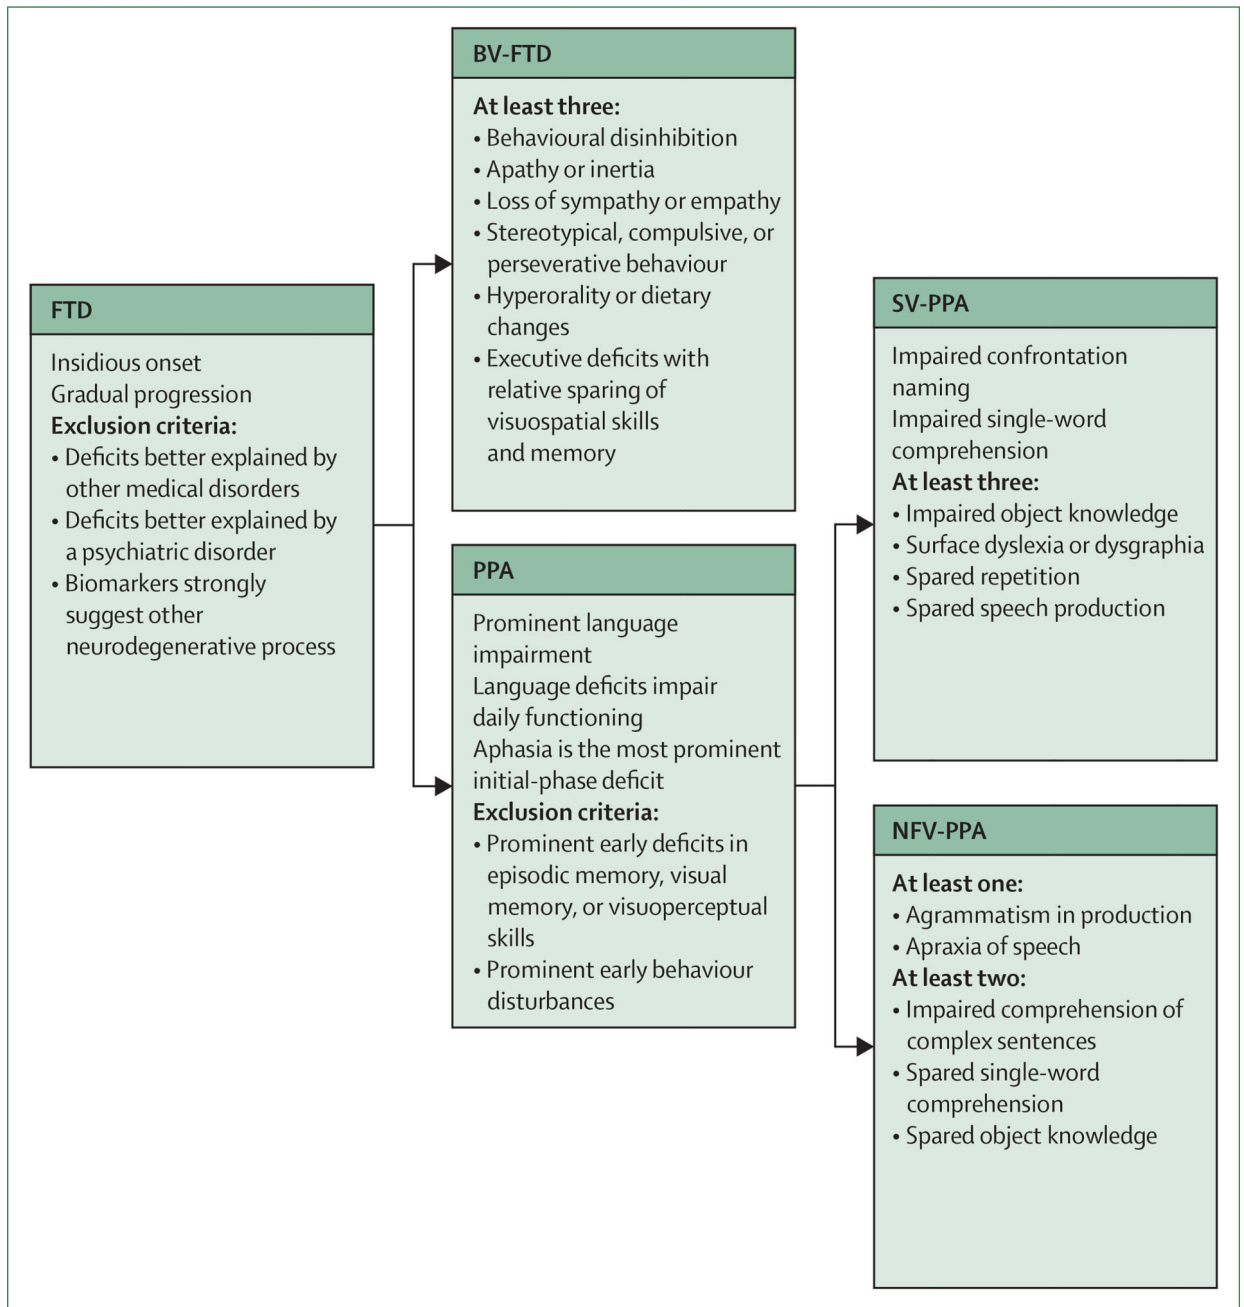 BV-FTD
At least three:
• Behavioural disinhibition
• Apathy or inertia
• Loss of sympathy or empathy
• Stereotypical, compulsive, or
perseverative behaviour
• Hyperorality or dietary
changes
• Executive deficits with
relative sparing of
visuospatial skills
and memory
FTD
Insidious onset
Gradual progression
Exclusion criteria:
• Deficits better explained by
other medical disorders
• Deficits better explained by
a psychiatric disorder
• Biomarkers strongly
suggest other
neurodegenerative process
PPA
Prominent language
impairment
Language deficits impair
daily functioning
Aphasia is the most prominent
initial-phase deficit
Exclusion criteria:
• Prominent early deficits in
episodic memory, visual
memory, or visuoperceptual
skills
• Prominent early behaviour
disturbances
SV-PPA
Impaired confrontation
naming
Impaired single-word
comprehension
At least three:
• Impaired object knowledge
• Surface dyslexia or dysgraphia
• Spared repetition
• Spared speech production
NFV-PPA
At least one:
• Agrammatism in production
• Apraxia of speech
At least two:
• Impaired comprehension of
complex sentences
• Spared single-word
comprehension
• Spared object knowledge